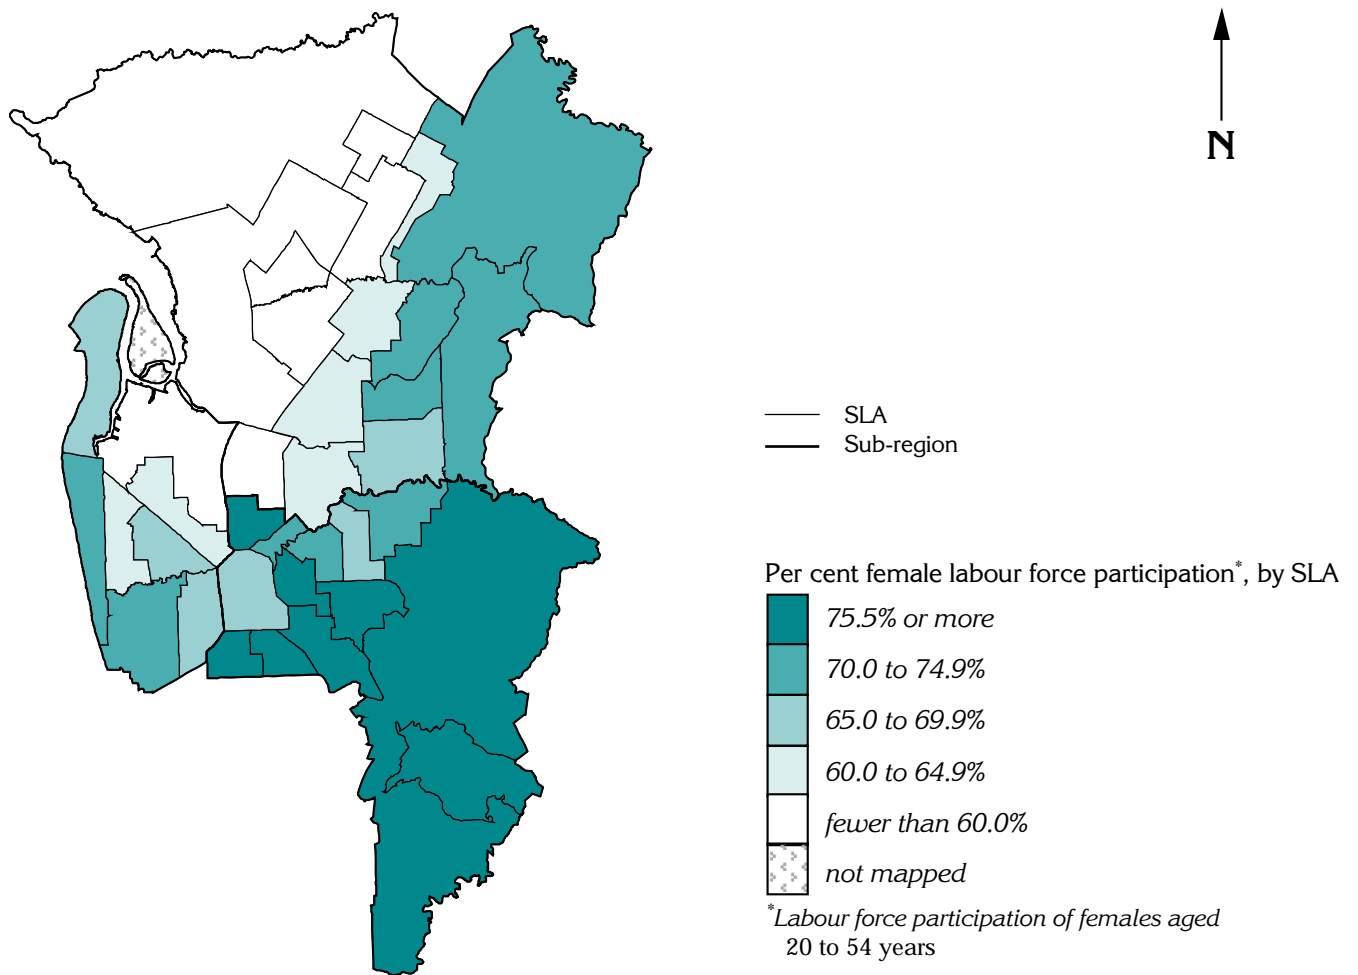 N
SLA
Sub-region
Per cent female labour force participation*, by SLA
75.5% or more
70.0 to 74.9%
65.0 to 69.9%
60.0 to 64.9%
fewer than 60.0%
not mapped
*Labour force participation of females aged
20 to 54 years